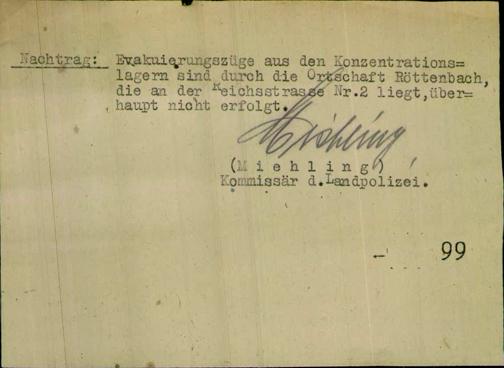 Nachtrag: Evakuierungszüge aus den Konzentrations=
lagern sind durch die Ortschaft Röttenbach,
die an der Reichsstrasse Nr.2 liegt,über-
haupt nicht erfolgt.
Miehling
(M i e h l i n g)
Kommissär d.Landpolizei.
- 99